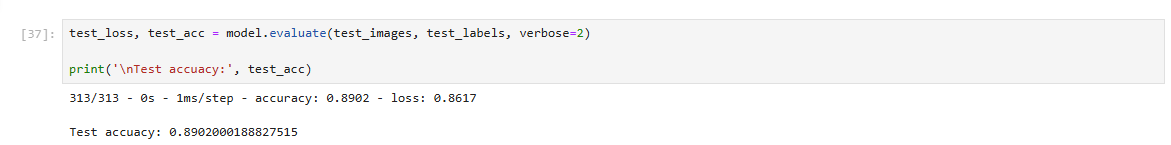 [37]: test_loss, test_acc = model.evaluate(test_images, test_labels, verbose=2)
print('\nTest accuacy:', test_acc)
313/313 - 0s - 1ms/step - accuracy: 0.8902 - loss: 0.8617
Test accuacy: 0.8902000188827515